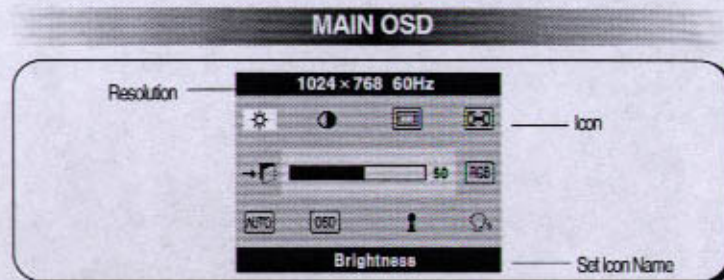 MAIN OSD
Resolution
1024 × 768 60Hz
Icon
50
RGB
AUTO
OSD
Brightness
Set Icon Name